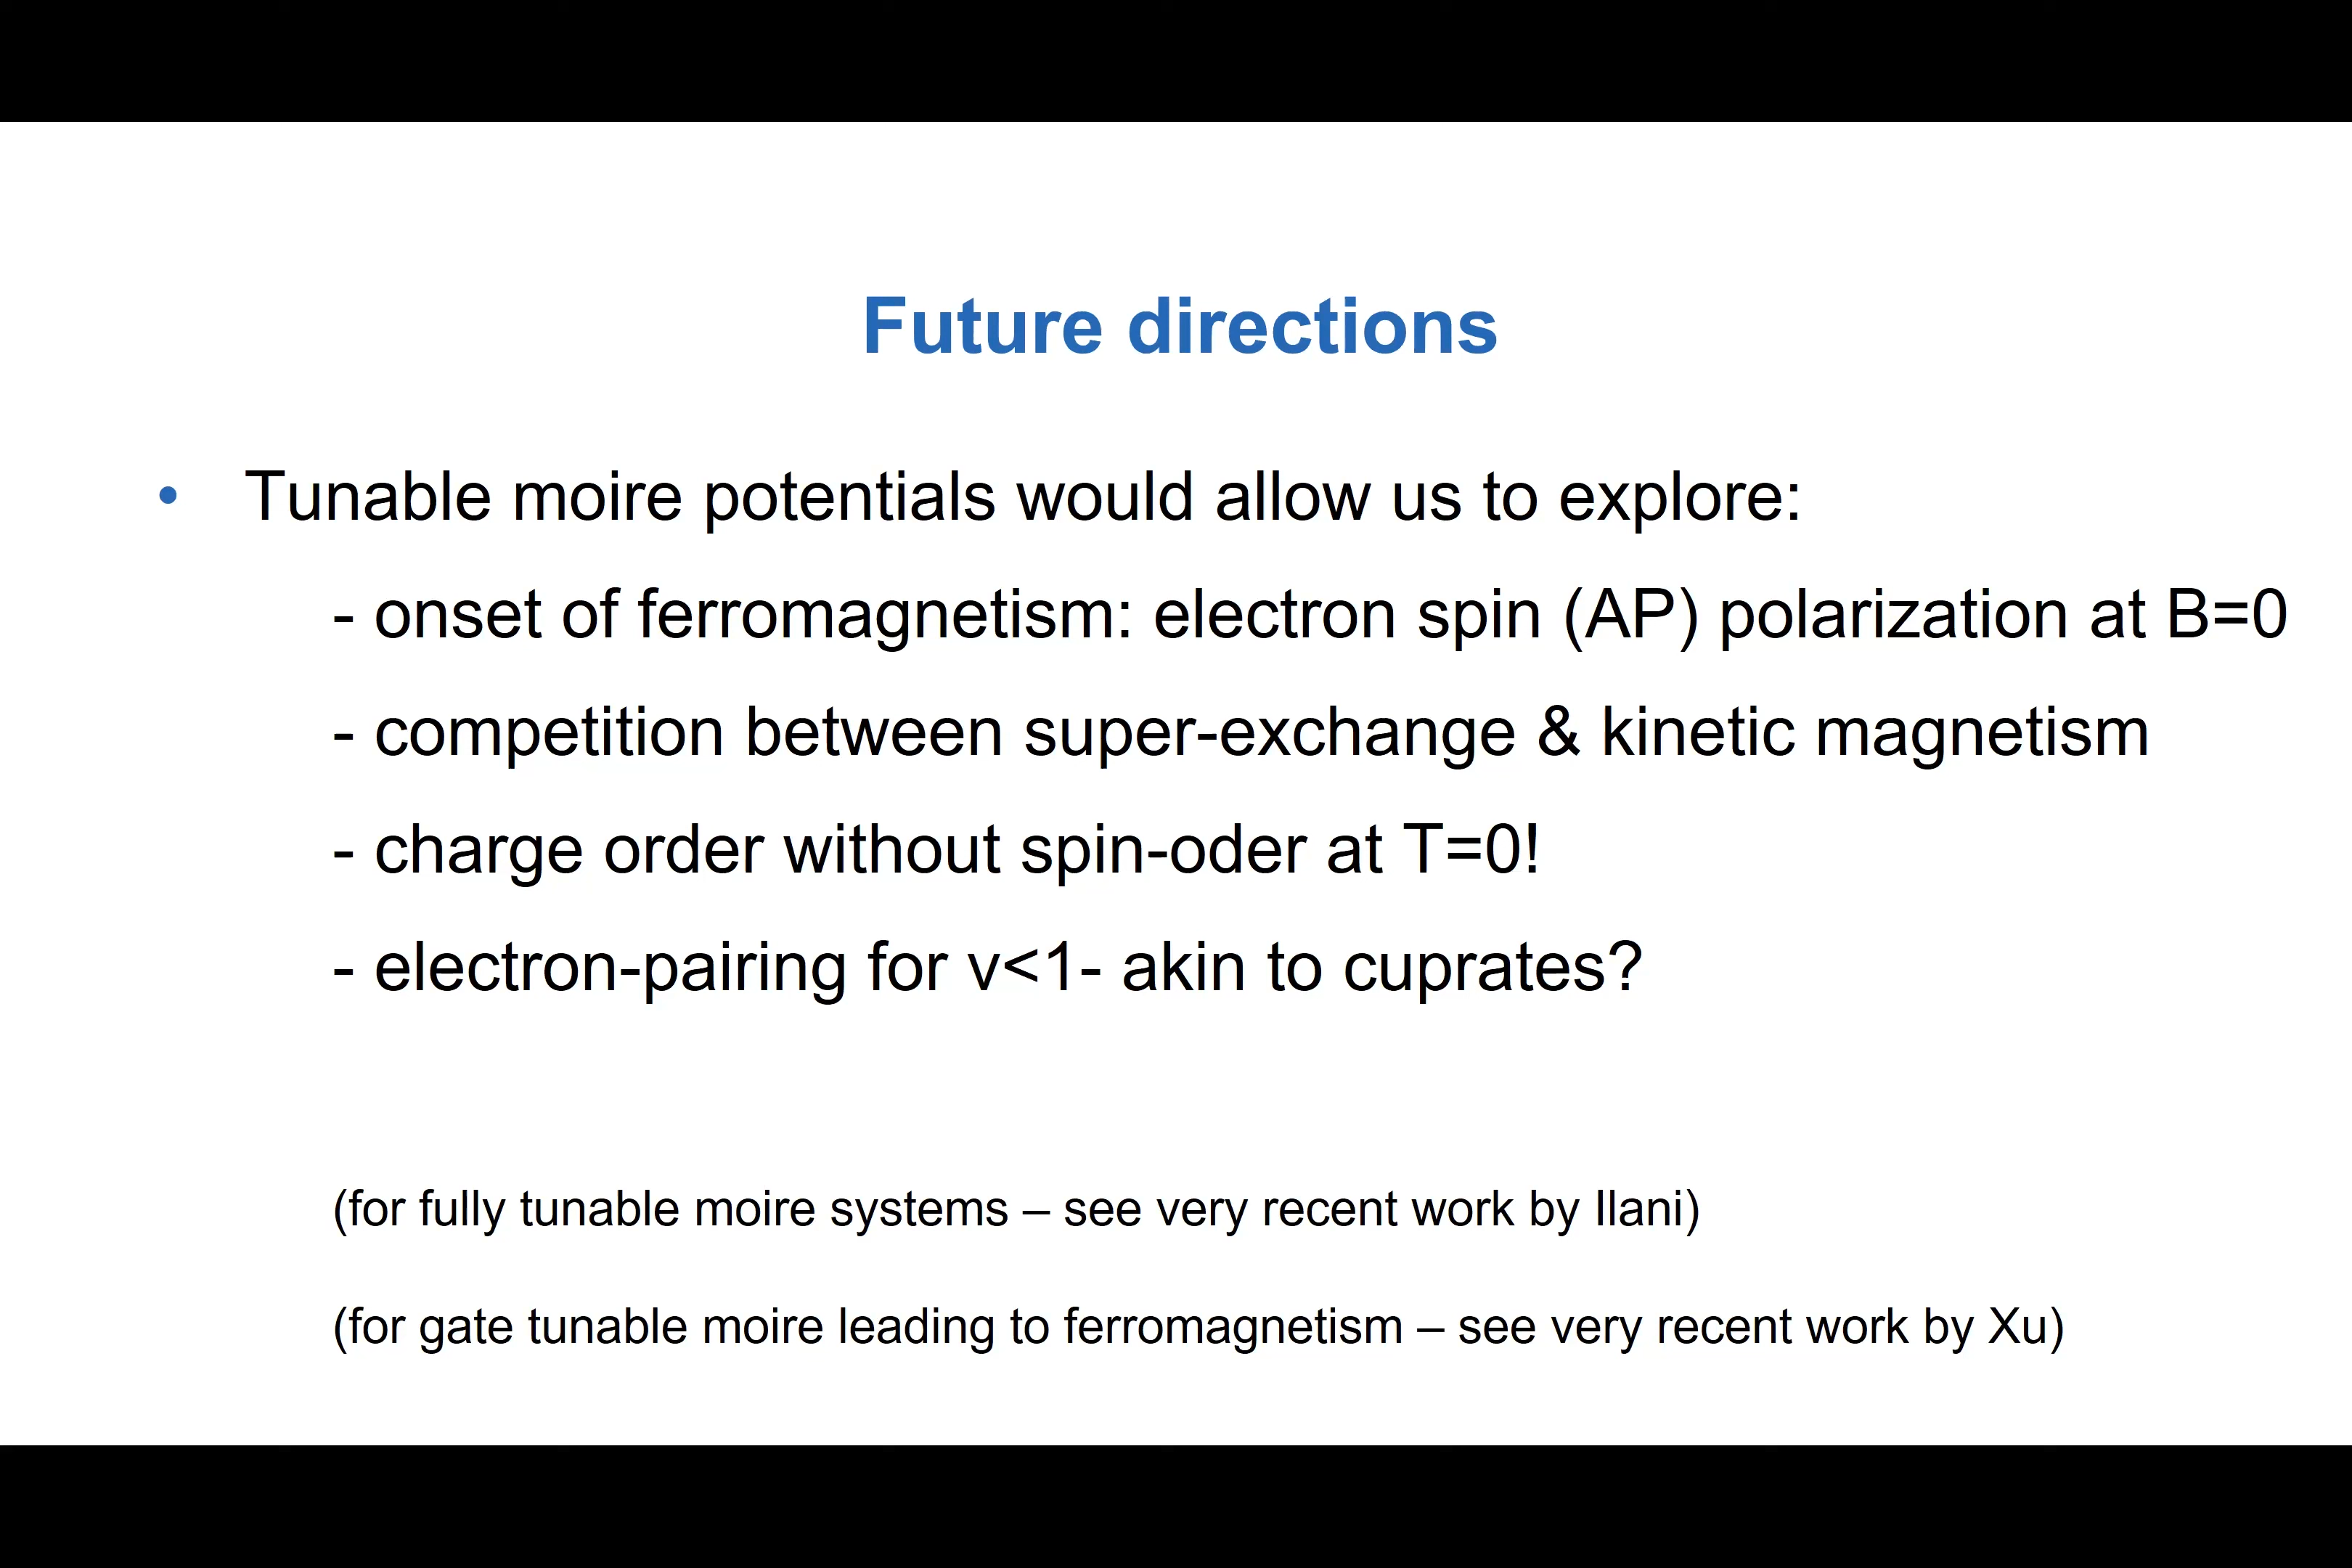 Future directions
• Tunable moire potentials would allow us to explore:
- onset of ferromagnetism: electron spin (AP) polarization at B=0
- competition between super-exchange & kinetic magnetism
- charge order without spin-oder at T=0!
- electron-pairing for v<1- akin to cuprates?
(for fully tunable moire systems – see very recent work by Ilani)
(for gate tunable moire leading to ferromagnetism – see very recent work by Xu)